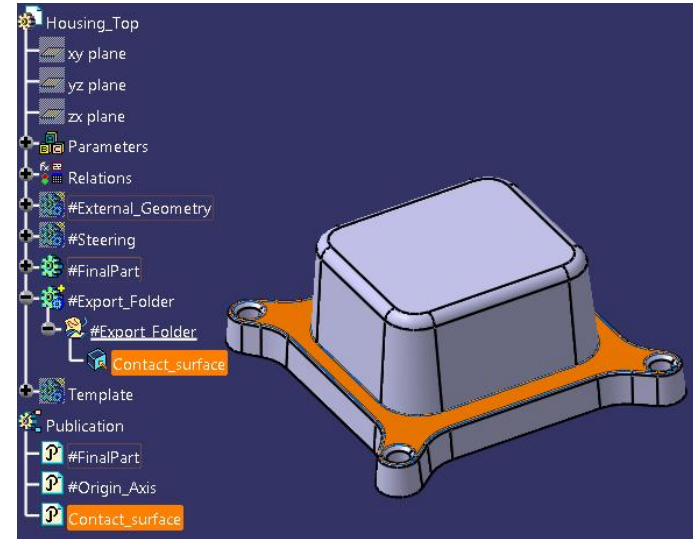 Housing_Top
xy plane
yz plane
zx plane
Parameters
Relations
#External_Geometry
#Steering
#FinalPart
#Export_Folder
#Export_Folder
Contact_surface
Template
Publication
#FinalPart
#Origin_Axis
Contact_surface